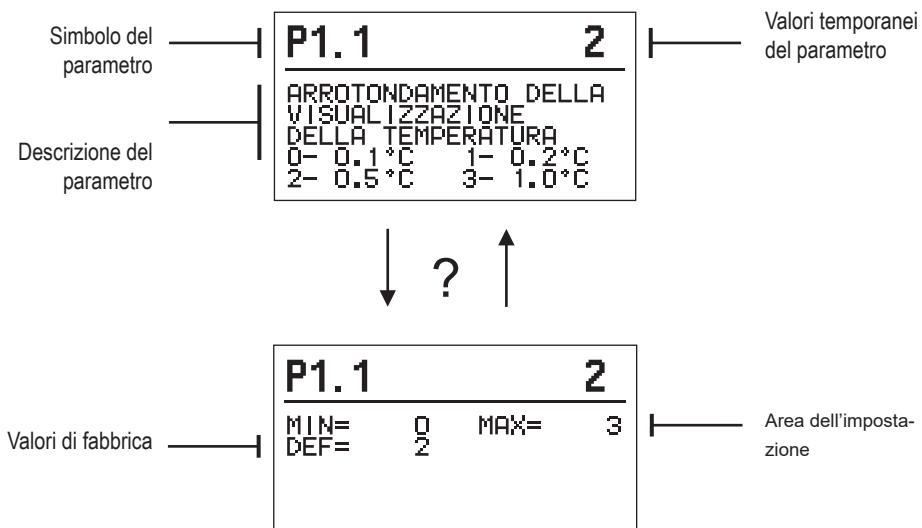 Simbolo del
parametro
P1.1 2
Valori temporanei
del parametro
Descrizione del
parametro
ARROTONDAMENTO DELLA
VISUALIZZAZIONE
DELLA TEMPERATURA
0- 0.1°C 1- 0.2°C
2- 0.5°C 3- 1.0°C
?
P1.1 2
Valori di fabbrica
MIN= 0 MAX= 3
DEF= 2
Area dell'imposta-
zione